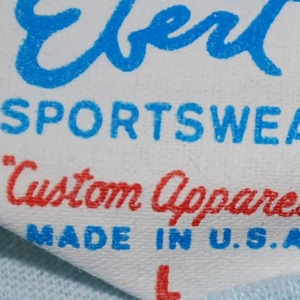 Ebert
SPORTSWEA
"Custom Appare
MADE IN U.S.A
L